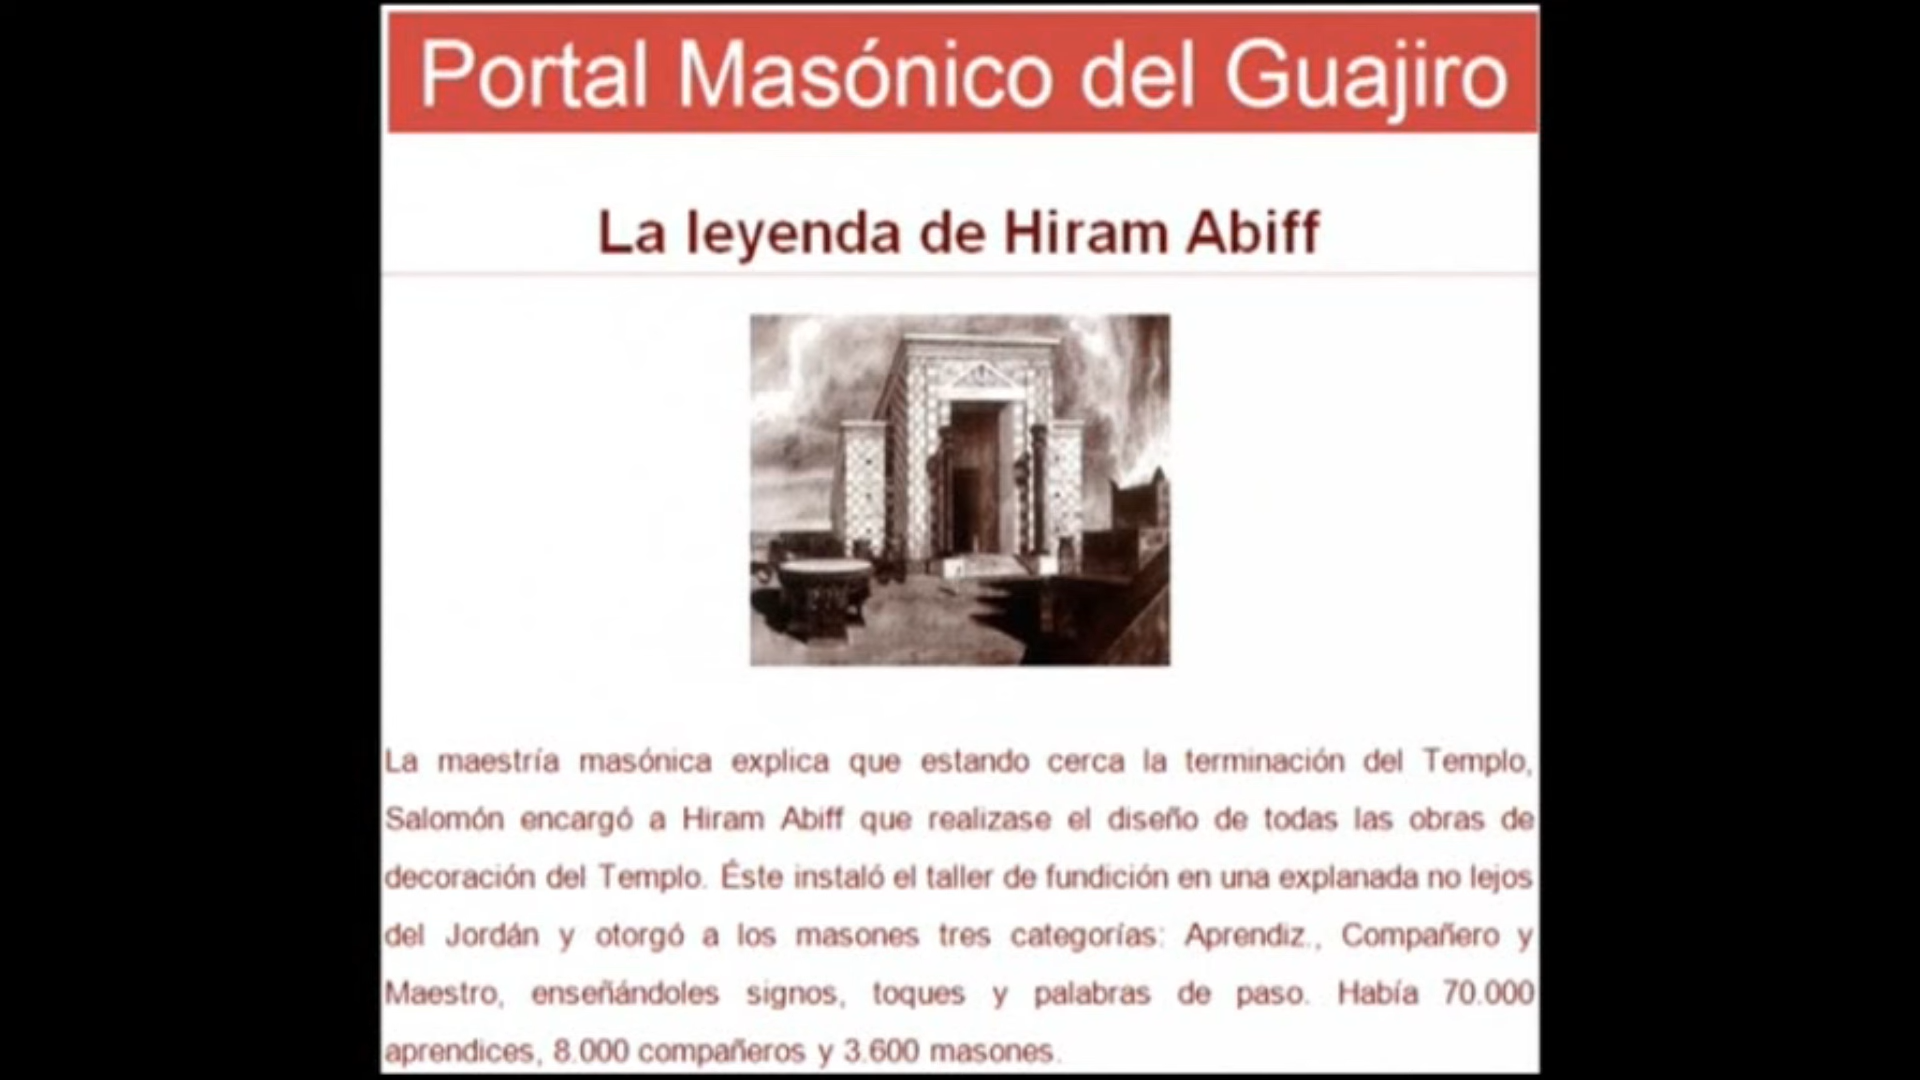 Portal Masónico del Guajiro
La leyenda de Hiram Abiff
La maestría masónica explica que estando cerca la terminación del Templo,
Salomón encargó a Hiram Abiff que realizase el diseño de todas las obras de
decoración del Templo. Éste instaló el taller de fundición en una explanada no lejos
del Jordán y otorgó a los masones tres categorías: Aprendiz., Compañero y
Maestro, enseñándoles signos, toques y palabras de paso. Había 70.000
aprendices, 8.000 compañeros y 3.600 masones.